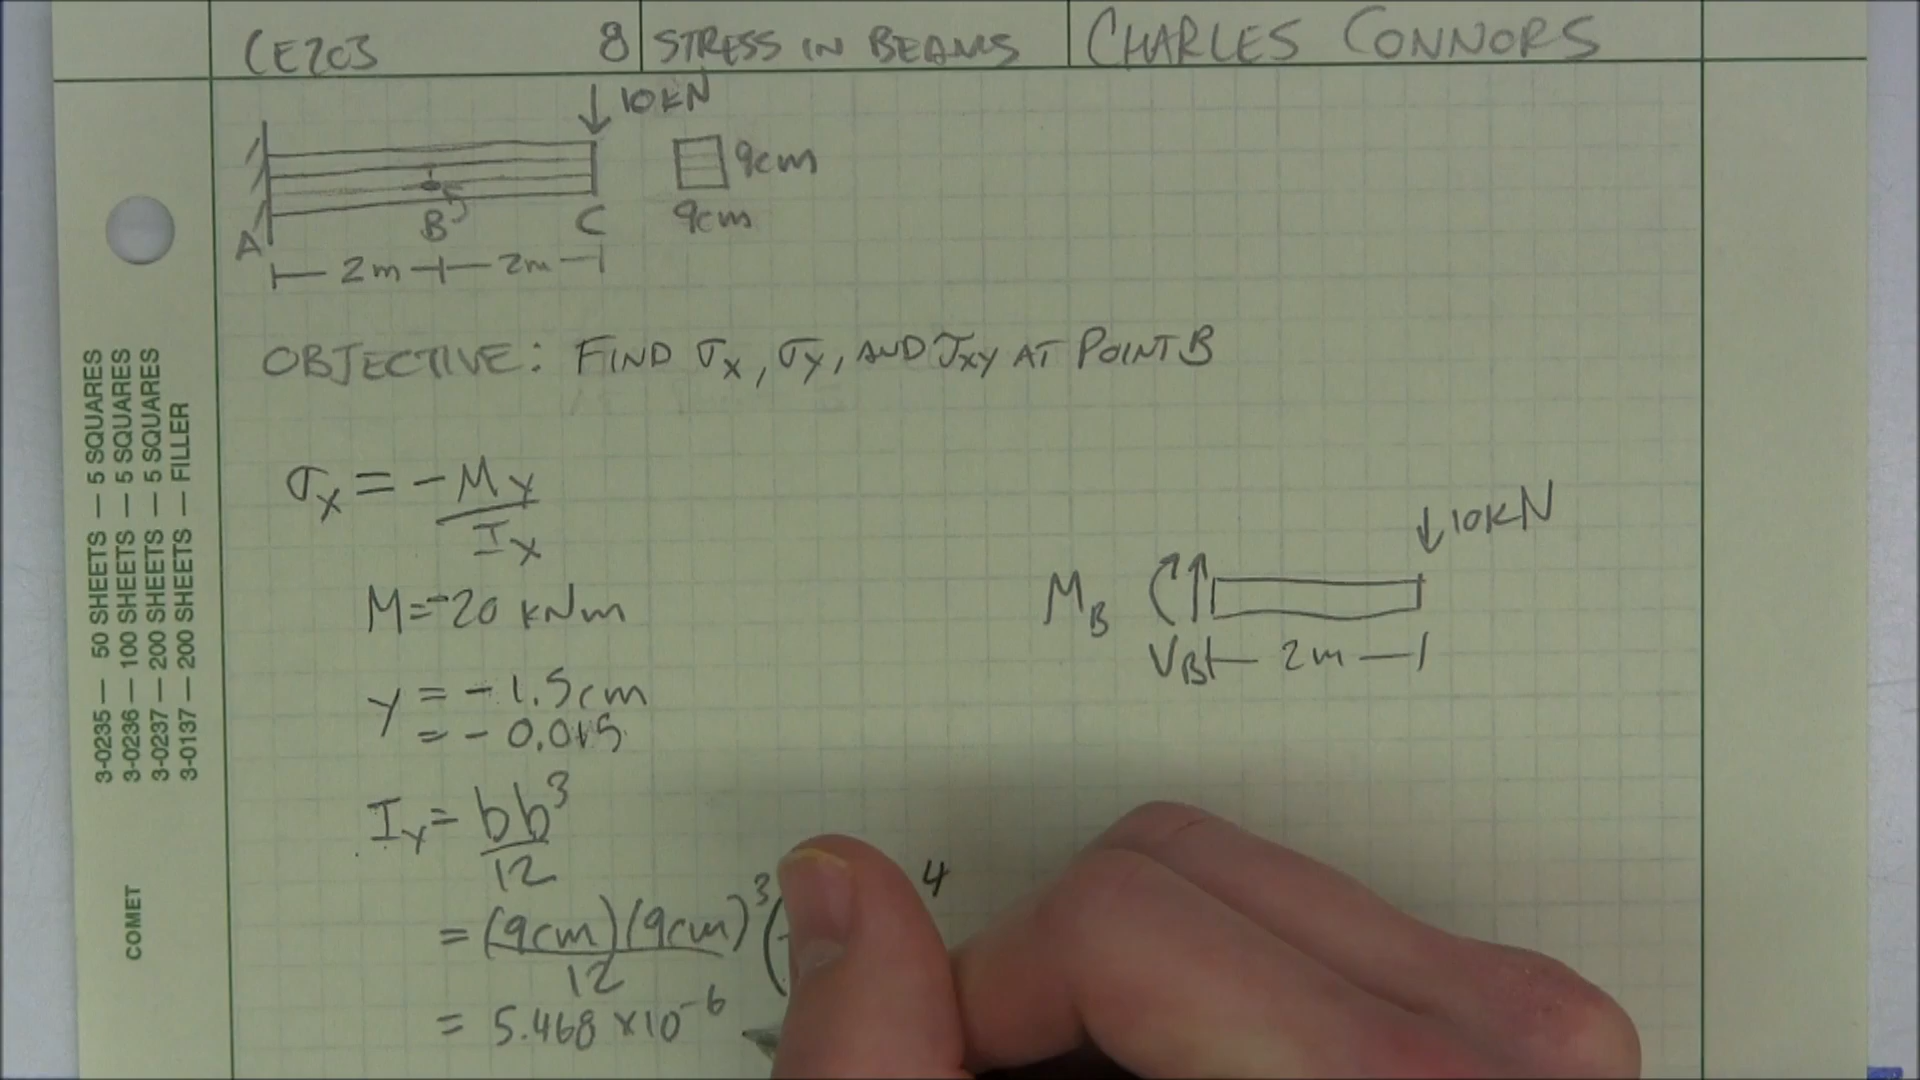 CE203 8 STRESS IN BEAMS CHARLES CONNORS
↓ 10kN
9cm
9cm
A B C
2m 2m
OBJECTIVE: FIND σx, σy, AND τxy AT POINT B
σx = -My
Ix
M = -20 kNm
y = -1.5cm
= -0.015
↓10kN
MB
VB 2m
Iy = bb³
12
= (9cm)(9cm)³( 4
12
= 5.468 ×10⁻⁶
3-0235 — 50 SHEETS — 5 SQUARES
3-0236 — 100 SHEETS — 5 SQUARES
3-0237 — 200 SHEETS — 5 SQUARES
3-0137 — 200 SHEETS — FILLER
COMET